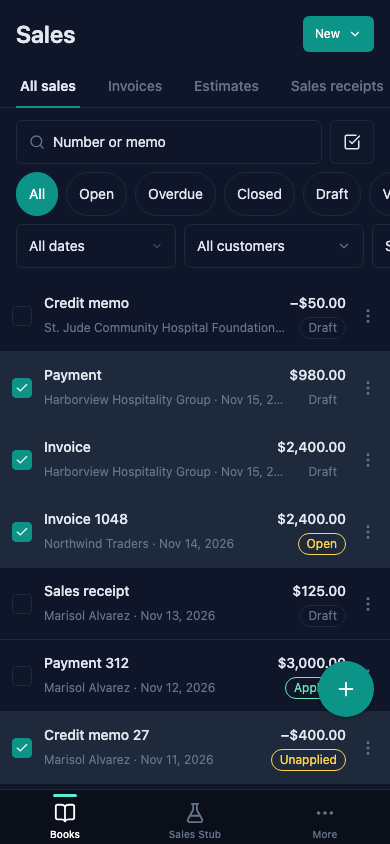 Sales
New
All sales
Invoices
Estimates
Sales receipts
Number or memo
All
Open
Overdue
Closed
Draft
All dates
All customers
Credit memo
−$50.00
St. Jude Community Hospital Foundation...
Draft
Payment
$980.00
Harborview Hospitality Group · Nov 15, 2...
Draft
Invoice
$2,400.00
Harborview Hospitality Group · Nov 15, 2...
Draft
Invoice 1048
$2,400.00
Northwind Traders · Nov 14, 2026
Open
Sales receipt
$125.00
Marisol Alvarez · Nov 13, 2026
Draft
Payment 312
$3,000.00
Marisol Alvarez · Nov 12, 2026
Credit memo 27
−$400.00
Marisol Alvarez · Nov 11, 2026
Unapplied
Books
Sales Stub
More